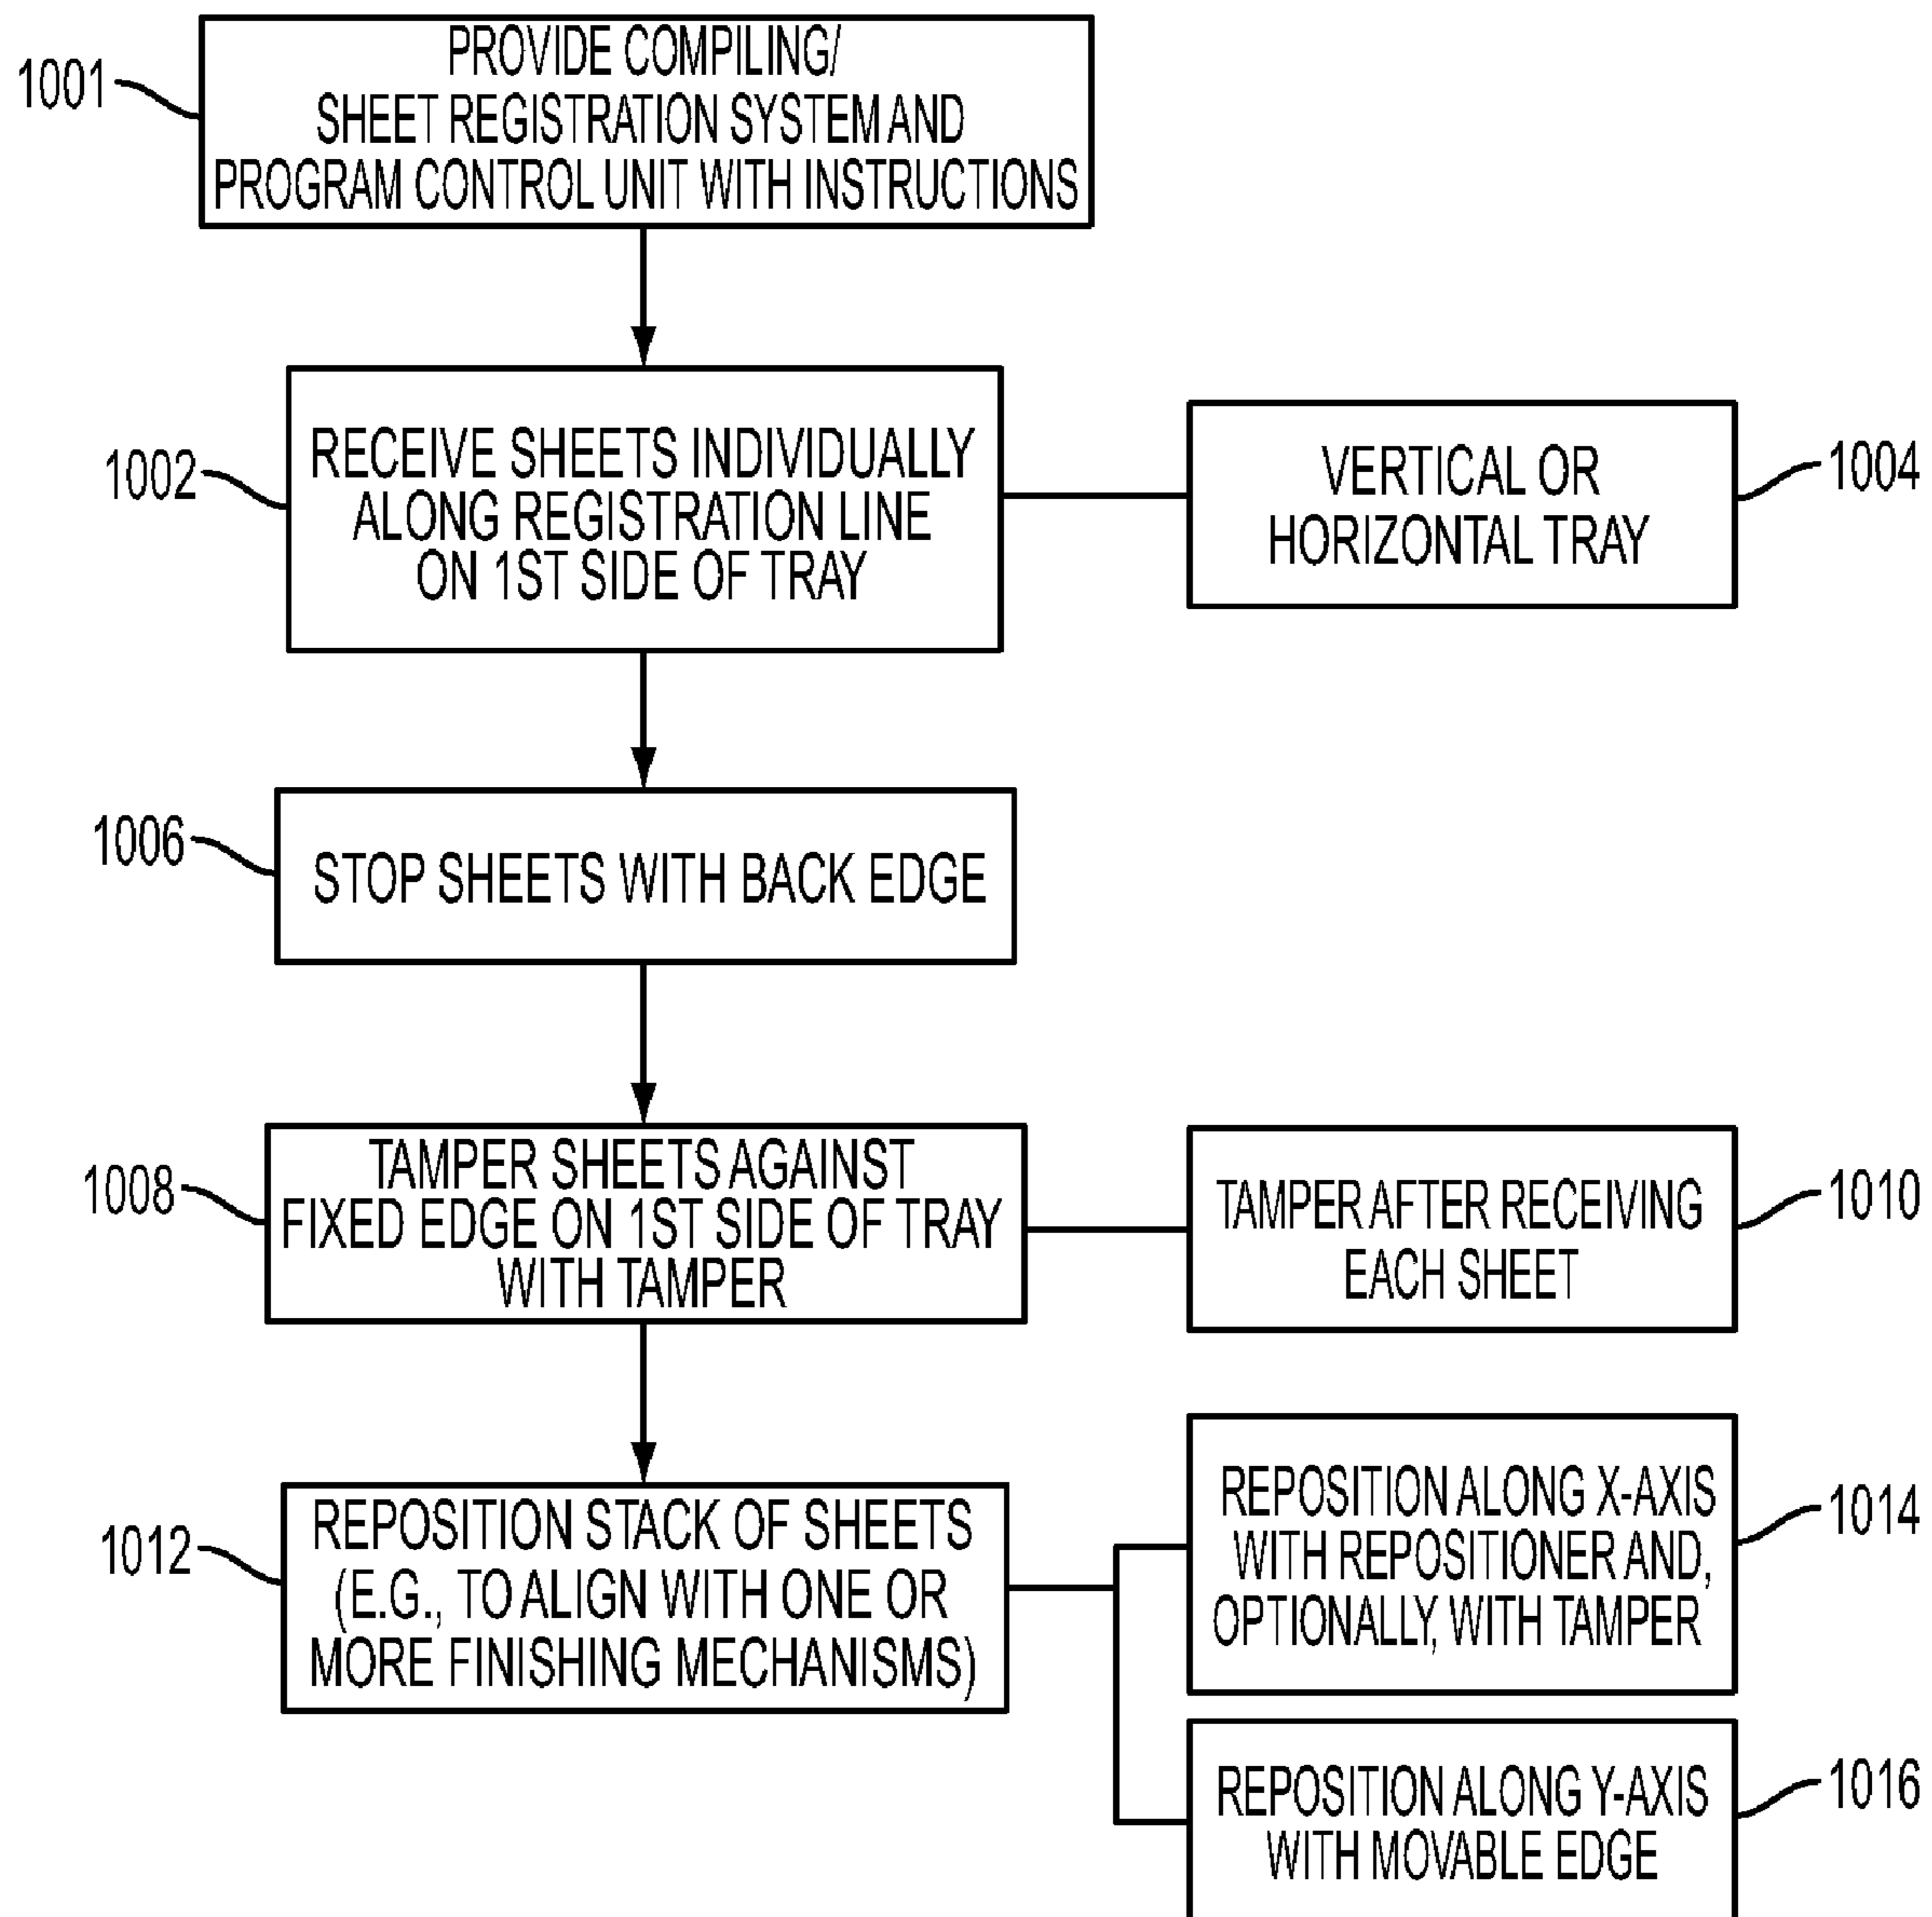 1001
PROVIDE COMPILING/
SHEET REGISTRATION SYSTEM AND
PROGRAM CONTROL UNIT WITH INSTRUCTIONS
1002
RECEIVE SHEETS INDIVIDUALLY
ALONG REGISTRATION LINE
ON 1ST SIDE OF TRAY
VERTICAL OR
HORIZONTAL TRAY
1004
1006
STOP SHEETS WITH BACK EDGE
1008
TAMPER SHEETS AGAINST
FIXED EDGE ON 1ST SIDE OF TRAY
WITH TAMPER
TAMPER AFTER RECEIVING
EACH SHEET
1010
1012
REPOSITION STACK OF SHEETS
(E.G., TO ALIGN WITH ONE OR
MORE FINISHING MECHANISMS)
REPOSITION ALONG X-AXIS
WITH REPOSITIONER AND,
OPTIONALLY, WITH TAMPER
1014
REPOSITION ALONG Y-AXIS
WITH MOVABLE EDGE
1016